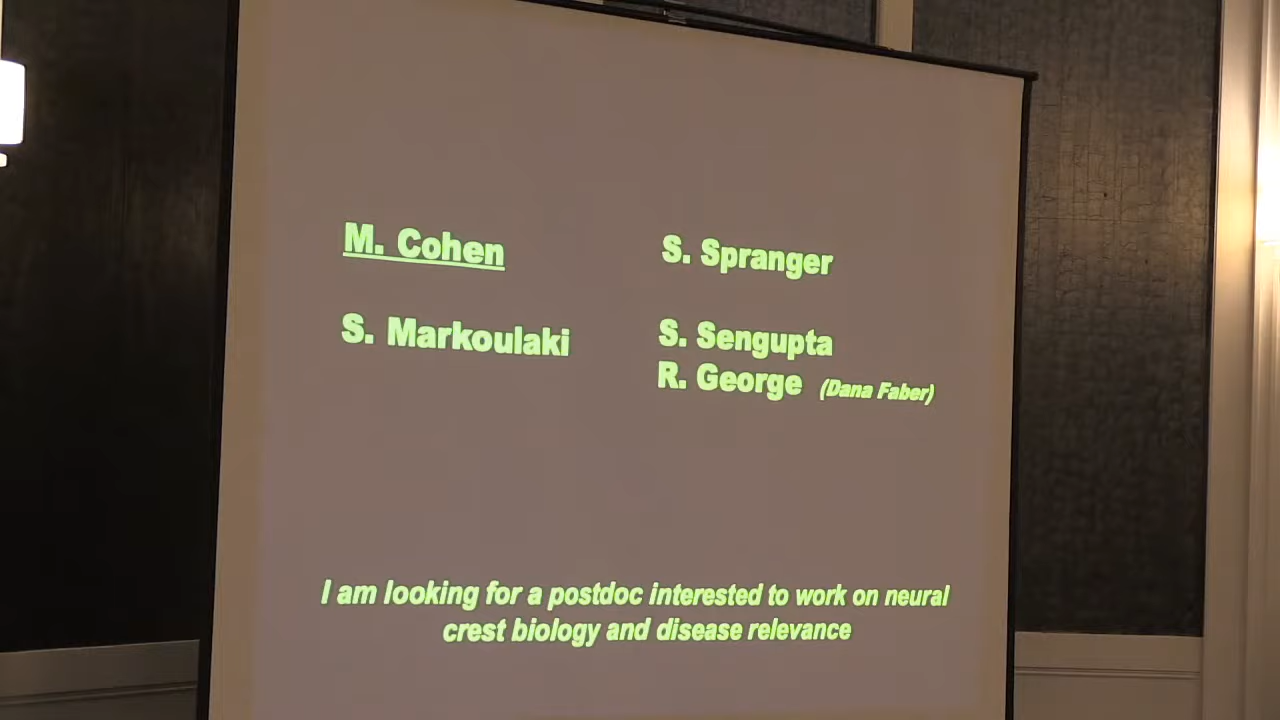 M. Cohen
S. Markoulaki
S. Spranger
S. Sengupta
R. George (Dana Faber)
I am looking for a postdoc interested to work on neural
crest biology and disease relevance